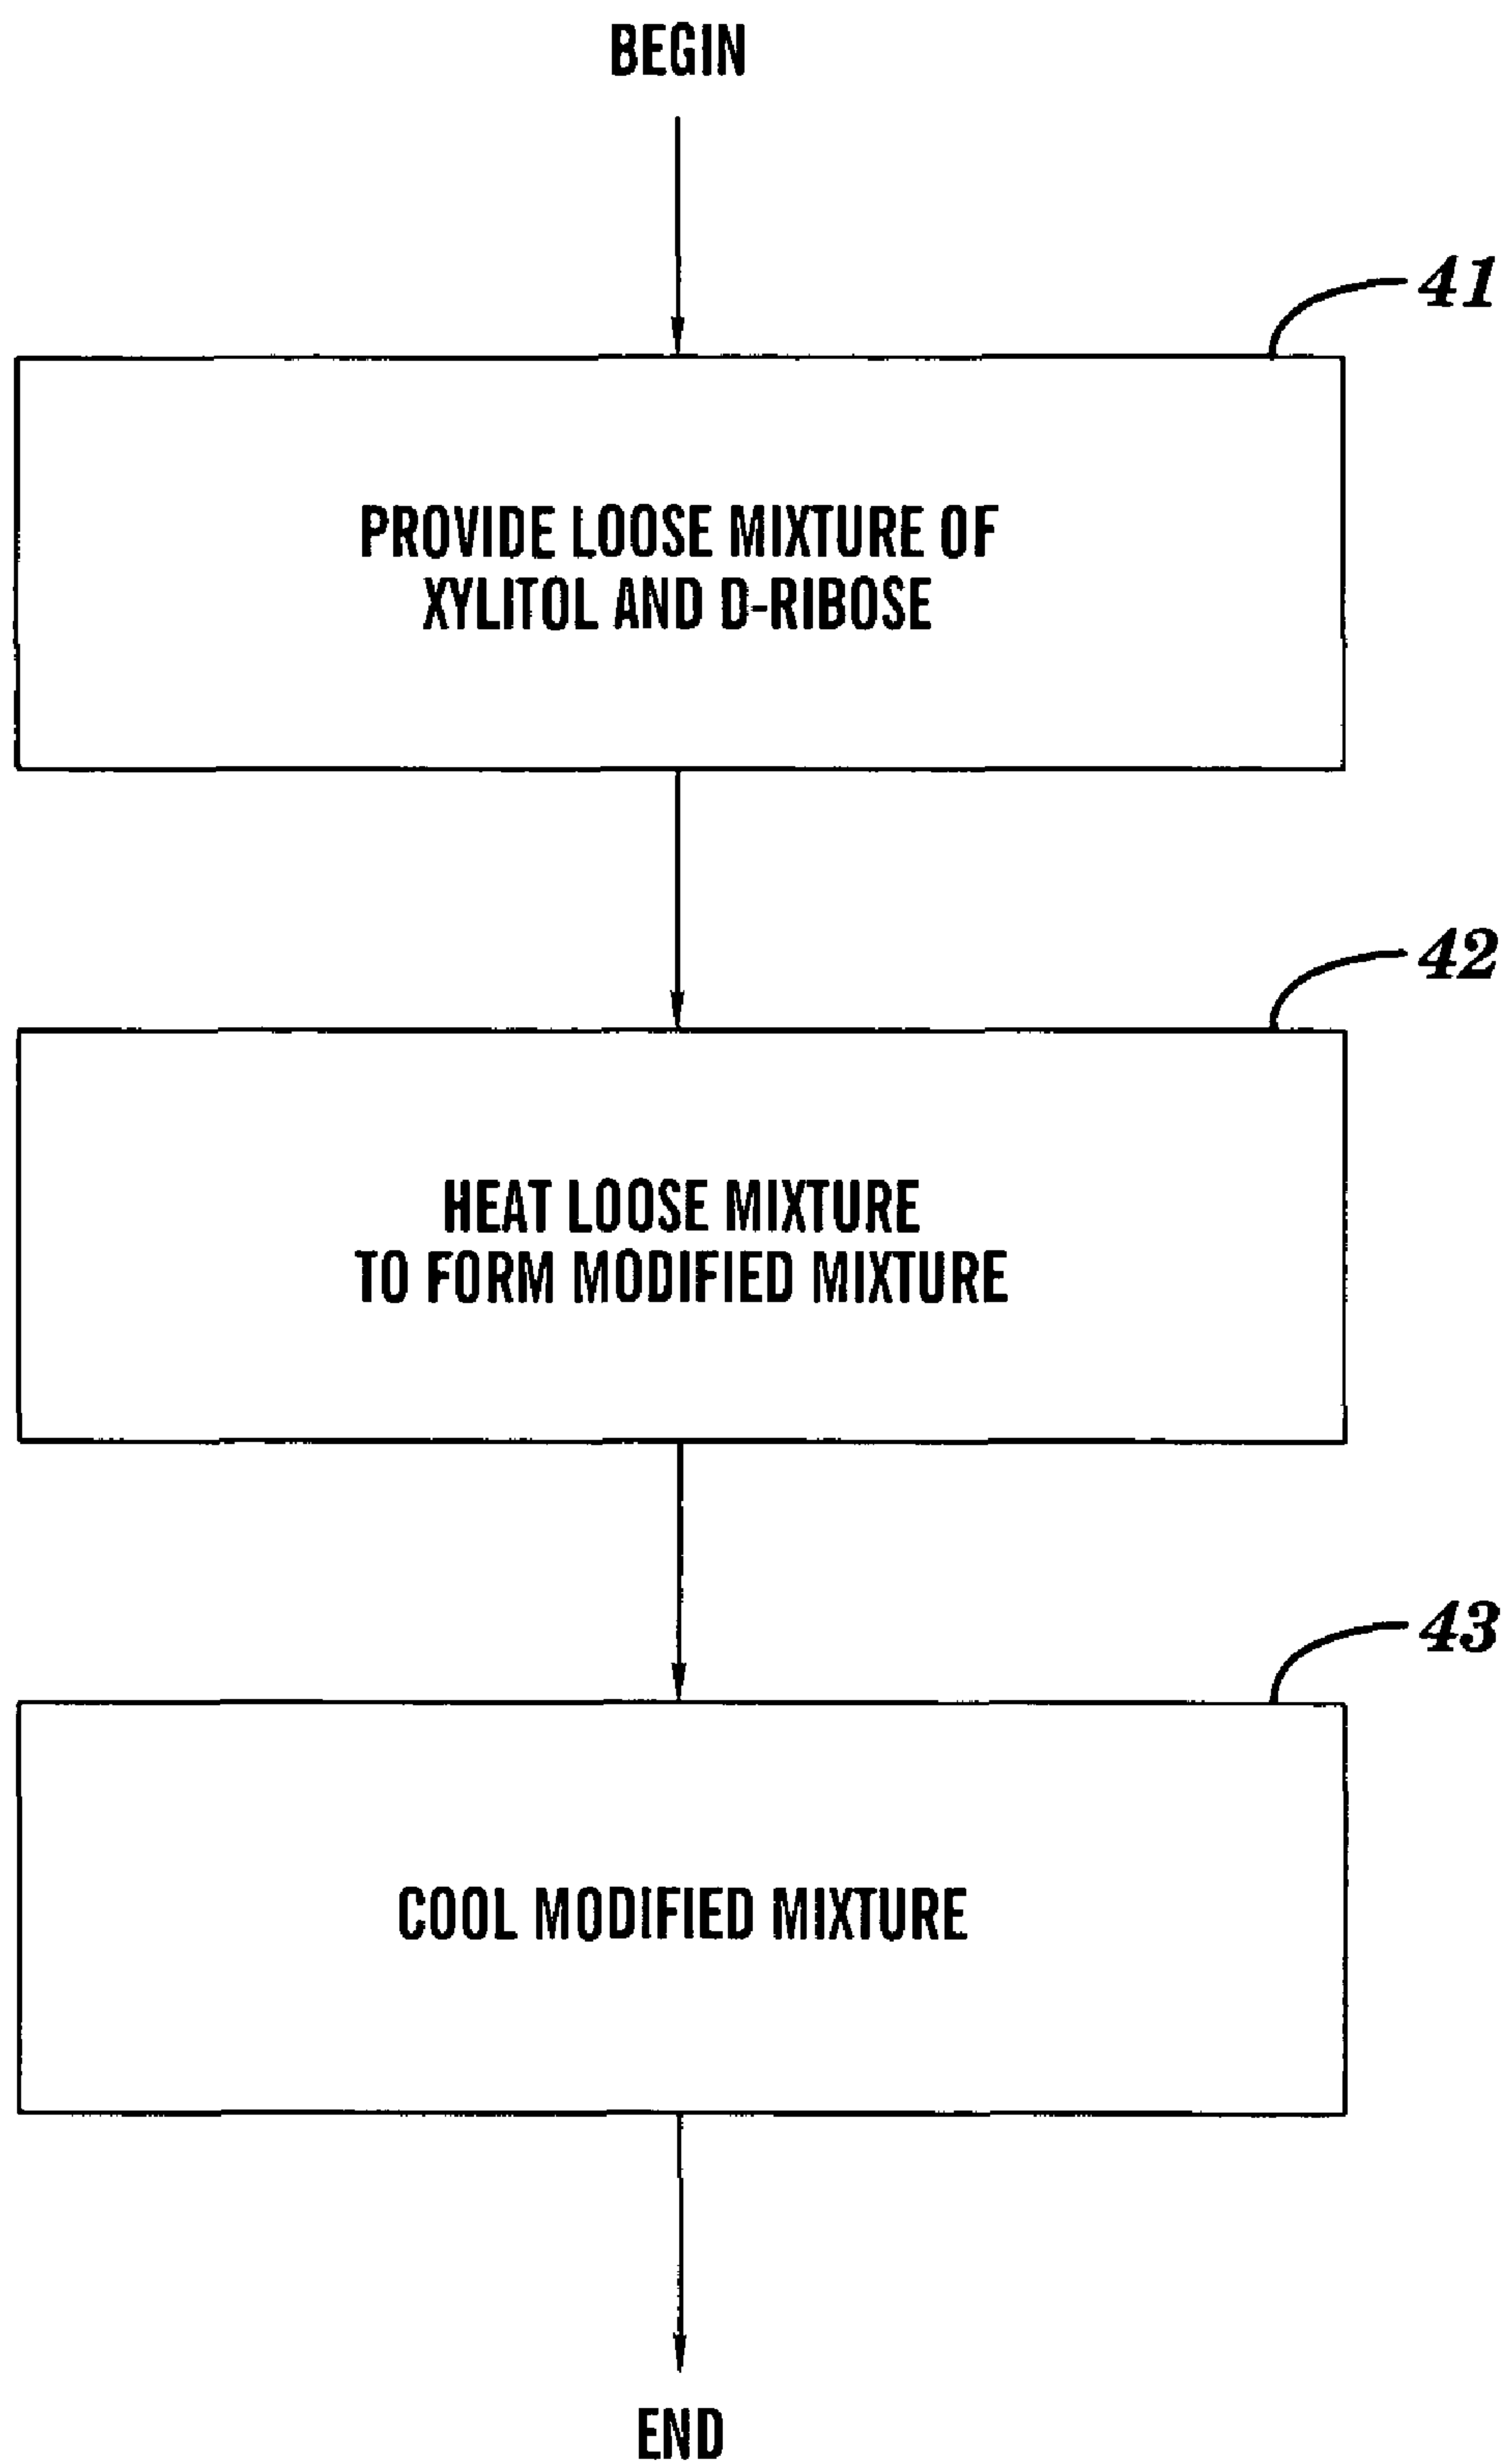 BEGIN
41
PROVIDE LOOSE MIXTURE OF
XYLITOL AND D-RIBOSE
42
HEAT LOOSE MIXTURE
TO FORM MODIFIED MIXTURE
43
COOL MODIFIED MIXTURE
END